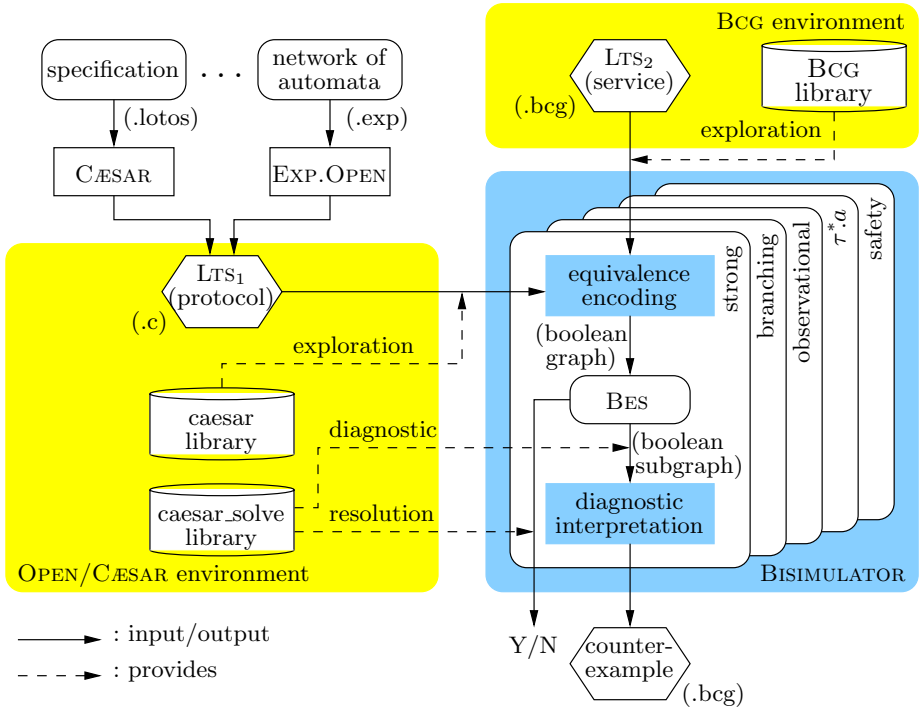 BCG environment
specification
. . .
network of
automata
LTS2
(service)
BCG
library
(.lotos)
(.exp)
(.bcg)
exploration
CÆSAR
EXP.OPEN
safety
τ*.a
observational
branching
strong
LTS1
(protocol)
(.c)
equivalence
encoding
exploration
(boolean
graph)
BES
caesar
library
diagnostic
(boolean
subgraph)
caesar_solve
library
resolution
diagnostic
interpretation
OPEN/CÆSAR environment
BISIMULATOR
: input/output
: provides
Y/N
counter-
example
(.bcg)